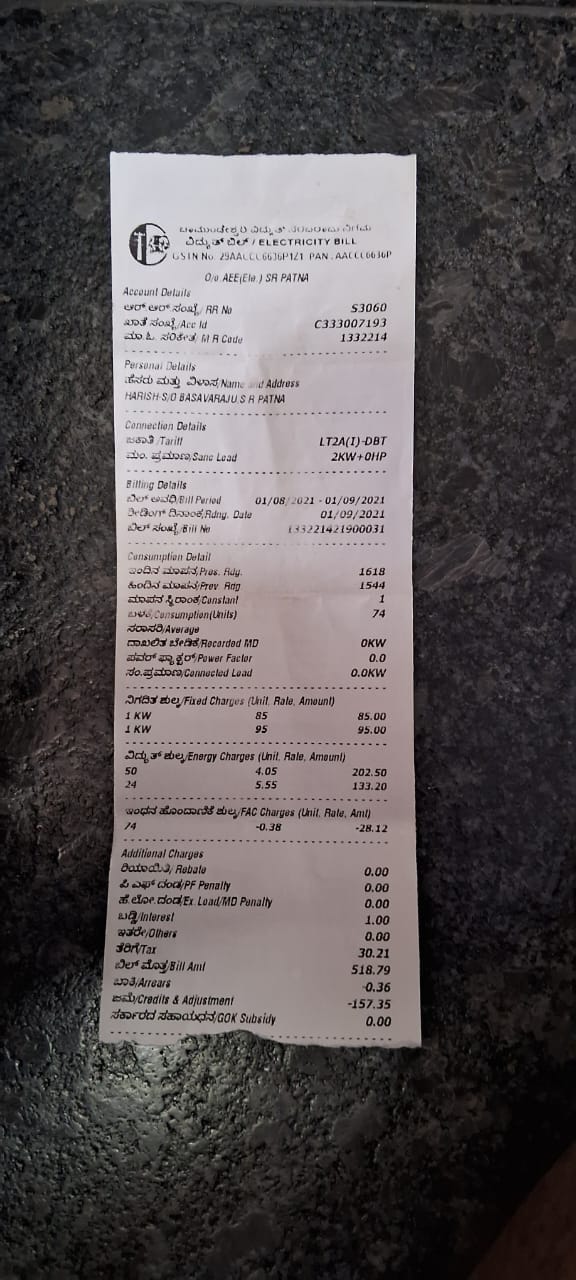 ಚಾಮುಂಡೇಶ್ವರಿ ವಿದ್ಯುತ್ ಸರಬರಾಜು ನಿಗಮ
ವಿದ್ಯುತ್ ಬಿಲ್ / ELECTRICITY BILL
GSTN No. 29AACCC6636P1Z1 PAN. AACCC6636P
O/o AEE(Ele.) SR PATNA
Account Details
ಆರ್.ಆರ್.ಸಂಖ್ಯೆ/ RR No S3060
ಖಾತೆ ಸಂಖ್ಯೆ/Acc Id C333007193
ಮಾ.ಓ. ಸಂಕೇತ/ M R Code 1332214
Personal Details
ಹೆಸರು ಮತ್ತು ವಿಳಾಸ/Name and Address
HARISH S/O BASAVARAJU.S R PATNA
Connection Details
ಜಕಾತಿ /Tariff LT2A(I)-DBT
ಮಂ. ಪ್ರಮಾಣ/Sanc Load 2KW+0HP
Billing Details
ಬಿಲ್ ಅವಧಿ/Bill Period 01/08/2021 - 01/09/2021
ರೀಡಿಂಗ್ ದಿನಾಂಕ/Rdng. Date 01/09/2021
ಬಿಲ್ ಸಂಖ್ಯೆ/Bill No 133221421900031
Consumption Detail
ಇಂದಿನ ಮಾಪನ/Pres. Rdg. 1618
ಹಿಂದಿನ ಮಾಪನ/Prev. Rdg 1544
ಮಾಪನ ಸ್ಥಿರಾಂಕ/Constant 1
ಬಳಕೆ/Consumption(Units) 74
ಸರಾಸರಿ/Average
ದಾಖಲಿತ ಬೇಡಿಕೆ/Recorded MD 0KW
ಪವರ್ ಫ್ಯಾಕ್ಟರ್/Power Factor 0.0
ಸಂ.ಪ್ರಮಾಣ/Connected Load 0.0KW
ನಿಗದಿತ ಶುಲ್ಕ/Fixed Charges (Unit, Rate, Amount)
1 KW 85 85.00
1 KW 95 95.00
ವಿದ್ಯುತ್ ಶುಲ್ಕ/Energy Charges (Unit, Rate, Amount)
50 4.05 202.50
24 5.55 133.20
ಇಂಧನ ಹೊಂದಾಣಿಕೆ ಶುಲ್ಕ/FAC Charges (Unit, Rate, Amt)
74 -0.38 -28.12
Additional Charges
ರಿಯಾಯಿತಿ/ Rebate 0.00
ಪಿ ಎಫ್ ದಂಡ/PF Penalty 0.00
ಹೆ.ಲೋ.ದಂಡ/Ex. Load/MD Penalty 0.00
ಬಡ್ಡಿ/Interest 1.00
ಇತರೇ/Others 0.00
ತೆರಿಗೆ/Tax 30.21
ಬಿಲ್ ಮೊತ್ತ/Bill Amt 518.79
ಬಾಕಿ/Arrears -0.36
ಜಮೆ/Credits & Adjustment -157.35
ಸರ್ಕಾರದ ಸಹಾಯಧನ/GOK Subsidy 0.00